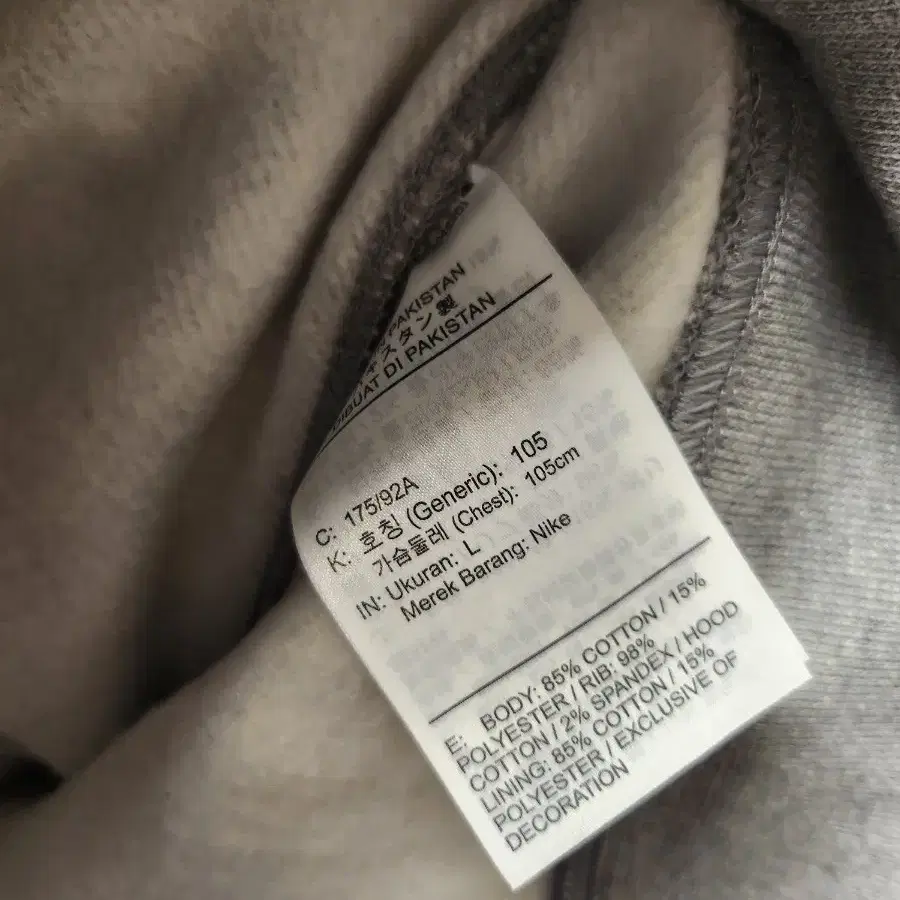 PAKISTAN
スタン製
DIBUAT DI PAKISTAN
C: 175/92A
K: 호칭 (Generic): 105
가슴둘레 (Chest): 105cm
IN: Ukuran: L
Merek Barang: Nike
E: BODY: 85% COTTON / 15%
POLYESTER / RIB: 98%
COTTON / 2% SPANDEX / HOOD
LINING: 85% COTTON / 15%
POLYESTER / EXCLUSIVE OF
DECORATION